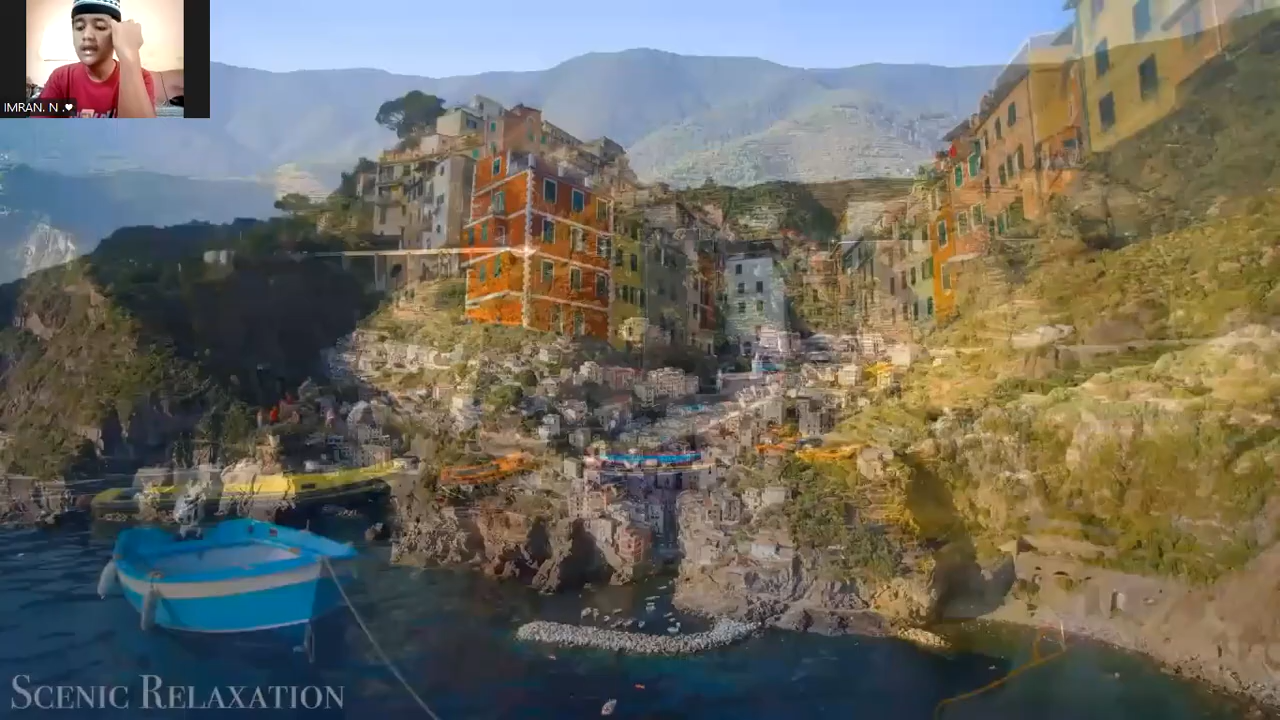 IMRAN. N .♥
SCENIC RELAXATION